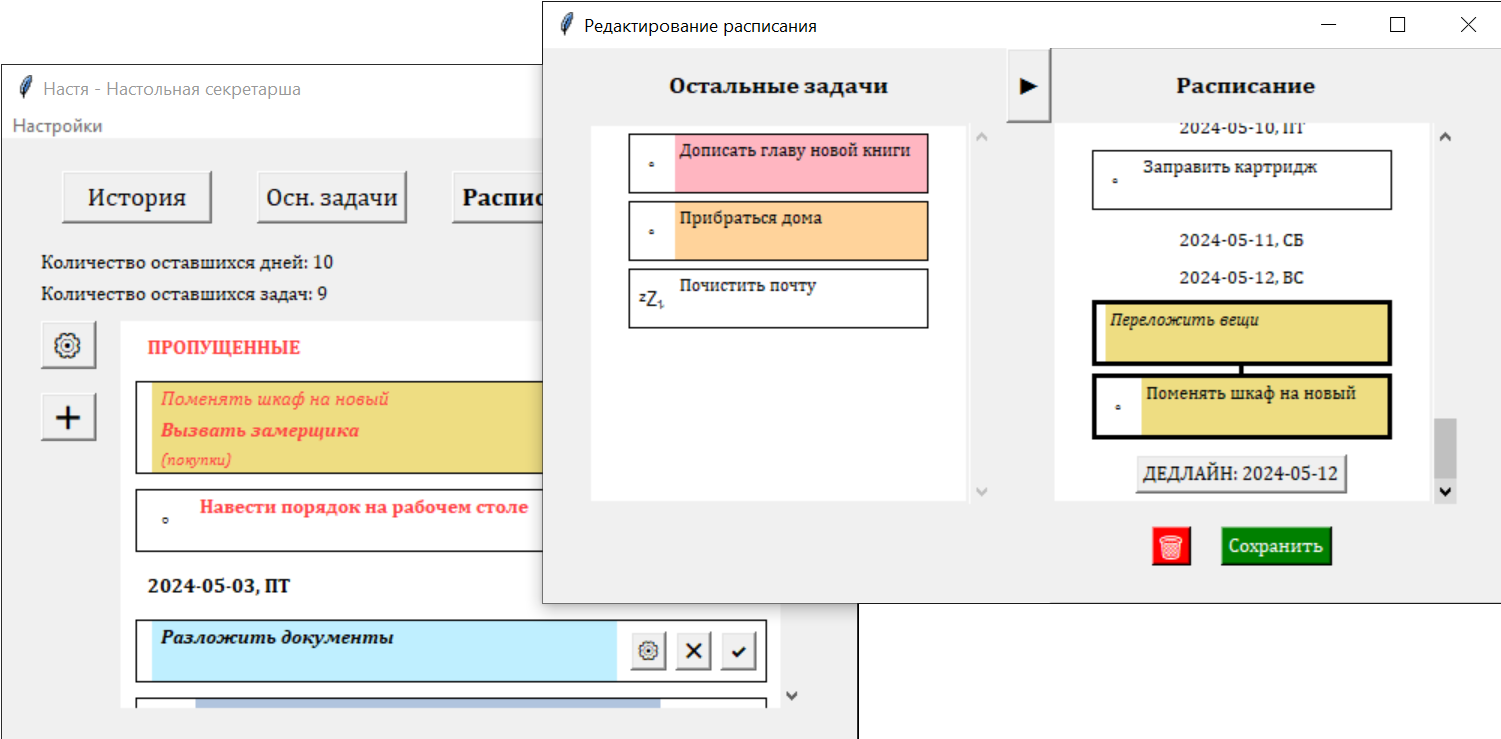 Редактирование расписания
Остальные задачи
Дописать главу новой книги
Прибраться дома
Почистить почту
Расписание
2024-05-10, ПТ
Заправить картридж
2024-05-11, СБ
2024-05-12, ВС
Переложить вещи
Поменять шкаф на новый
ДЕДЛАЙН: 2024-05-12
Сохранить
Настя - Настольная секретарша
Настройки
История
Осн. задачи
Распис
Количество оставшихся дней: 10
Количество оставшихся задач: 9
ПРОПУЩЕННЫЕ
Поменять шкаф на новый
Вызвать замерщика
(покупки)
Навести порядок на рабочем столе
2024-05-03, ПТ
Разложить документы